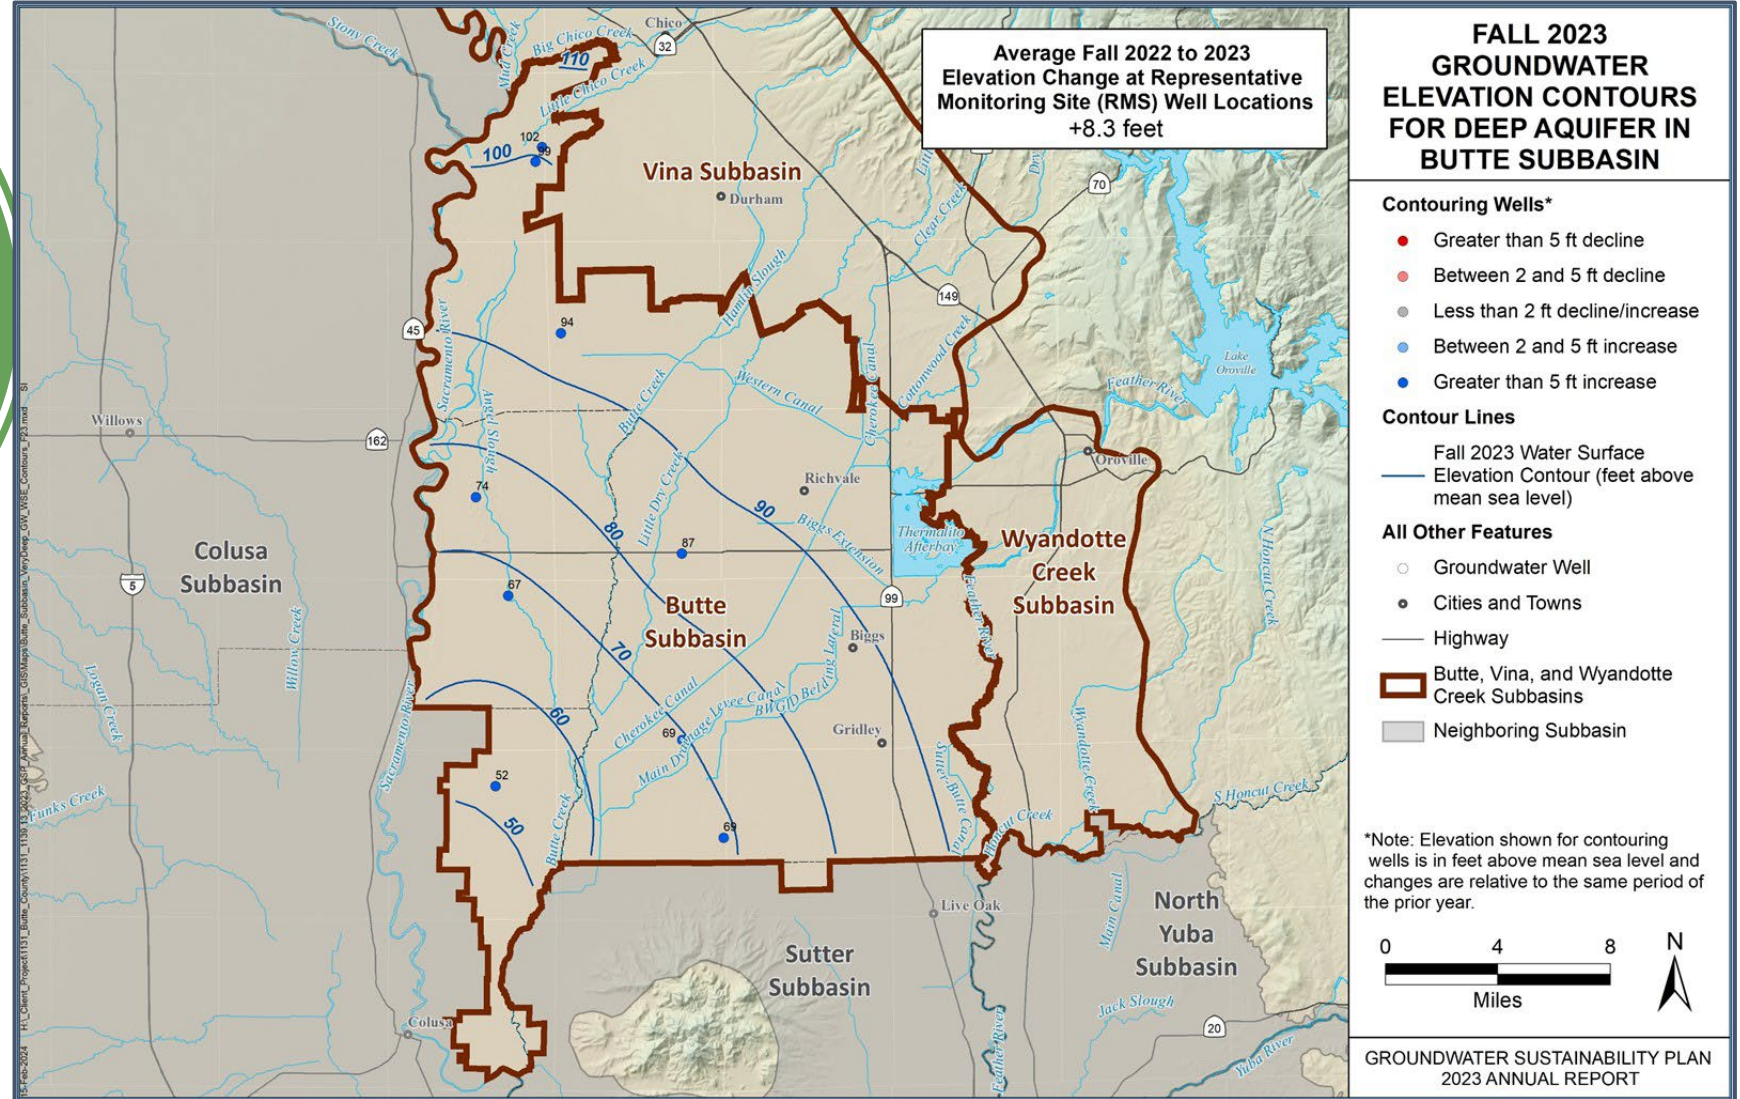 FALL 2023
GROUNDWATER
ELEVATION CONTOURS
FOR DEEP AQUIFER IN
BUTTE SUBBASIN
Average Fall 2022 to 2023
Elevation Change at Representative
Monitoring Site (RMS) Well Locations
+8.3 feet
Contouring Wells*
Greater than 5 ft decline
Between 2 and 5 ft decline
Less than 2 ft decline/increase
Between 2 and 5 ft increase
Greater than 5 ft increase
Contour Lines
Fall 2023 Water Surface
Elevation Contour (feet above
mean sea level)
All Other Features
Groundwater Well
Cities and Towns
Highway
Butte, Vina, and Wyandotte
Creek Subbasins
Neighboring Subbasin
*Note: Elevation shown for contouring
wells is in feet above mean sea level and
changes are relative to the same period of
the prior year.
0 4 8
Miles
N
GROUNDWATER SUSTAINABILITY PLAN
2023 ANNUAL REPORT
Stony Creek
Mud Creek
Big Chico Creek
Chico
32
110
Little Chico Creek
102
99
100
Vina Subbasin
Durham
Clear Creek
70
Hamlin Slough
149
45
Sacramento River
94
Lake
Oroville
Cottonwood Creek
Cherokee Canal
Western Canal
Butte Creek
Feather River
Willows
162
Angel Slough
Oroville
Richvale
74
Little Dry Creek
90
80
Biggs Extension
Thermalito
Afterbay
Wyandotte
Creek
Subbasin
N Honcut Creek
Colusa
Subbasin
5
87
67
99
Butte
Subbasin
Feather River
Biggs
70
Willow Creek
Logan Creek
Sacramento River
60
Cherokee Canal
Main Drainage Levee Canal
BWGID Belding Lateral
Gridley
69
Wyandotte Creek
Sutter-Butte Canal
52
Funks Creek
50
Butte Creek
69
Honcut Creek
S Honcut Creek
Live Oak
Main Canal
North
Yuba
Subbasin
Sutter
Subbasin
Jack Slough
Colusa
20
Feather River
Yuba River
15-Feb-2024